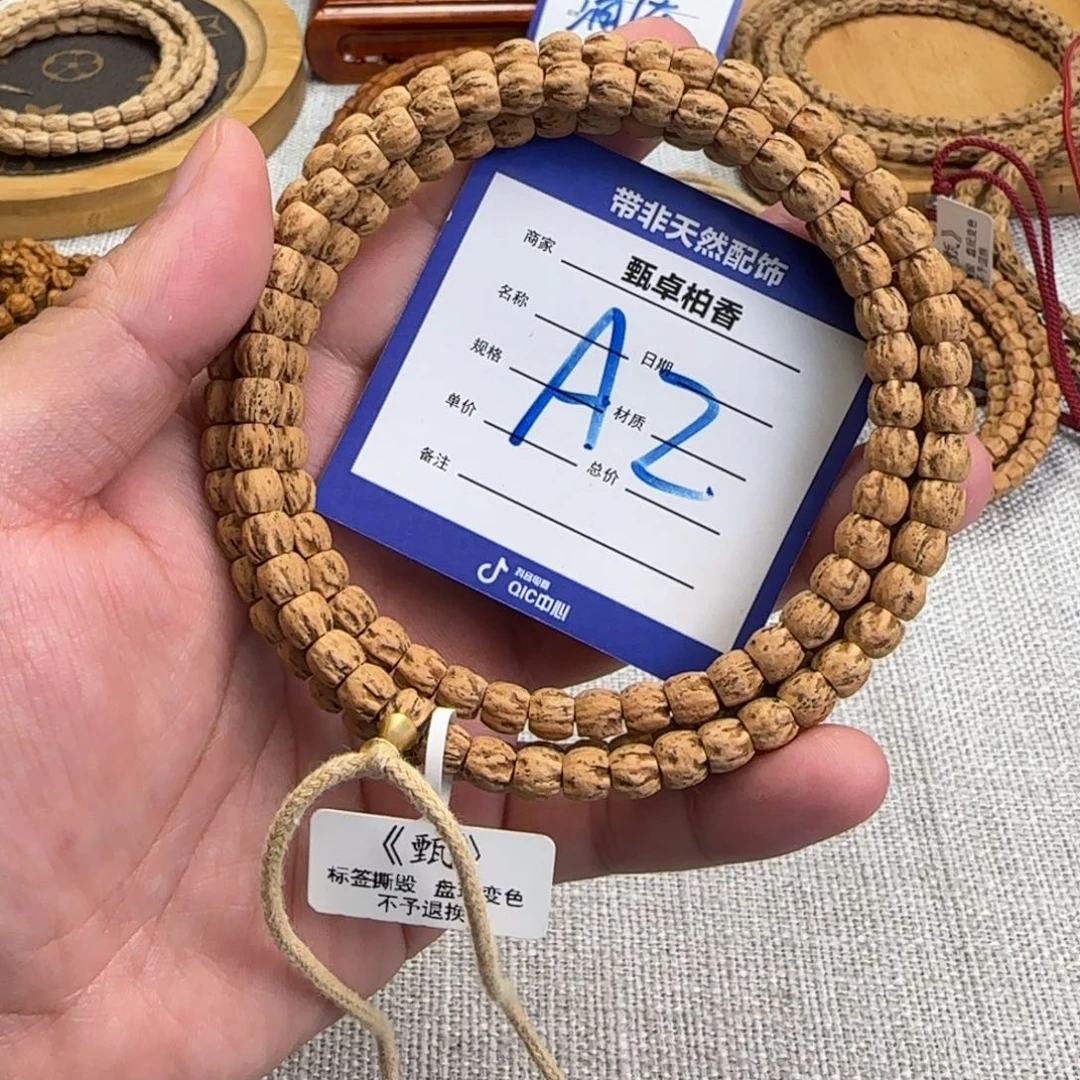 带非天然配饰
商家 甄卓柏香
名称
规格 日期
单价 材质
备注 总价
A2
抖音电商
QIC中心
《甄》
标签撕毁 盘 变色
不予退换